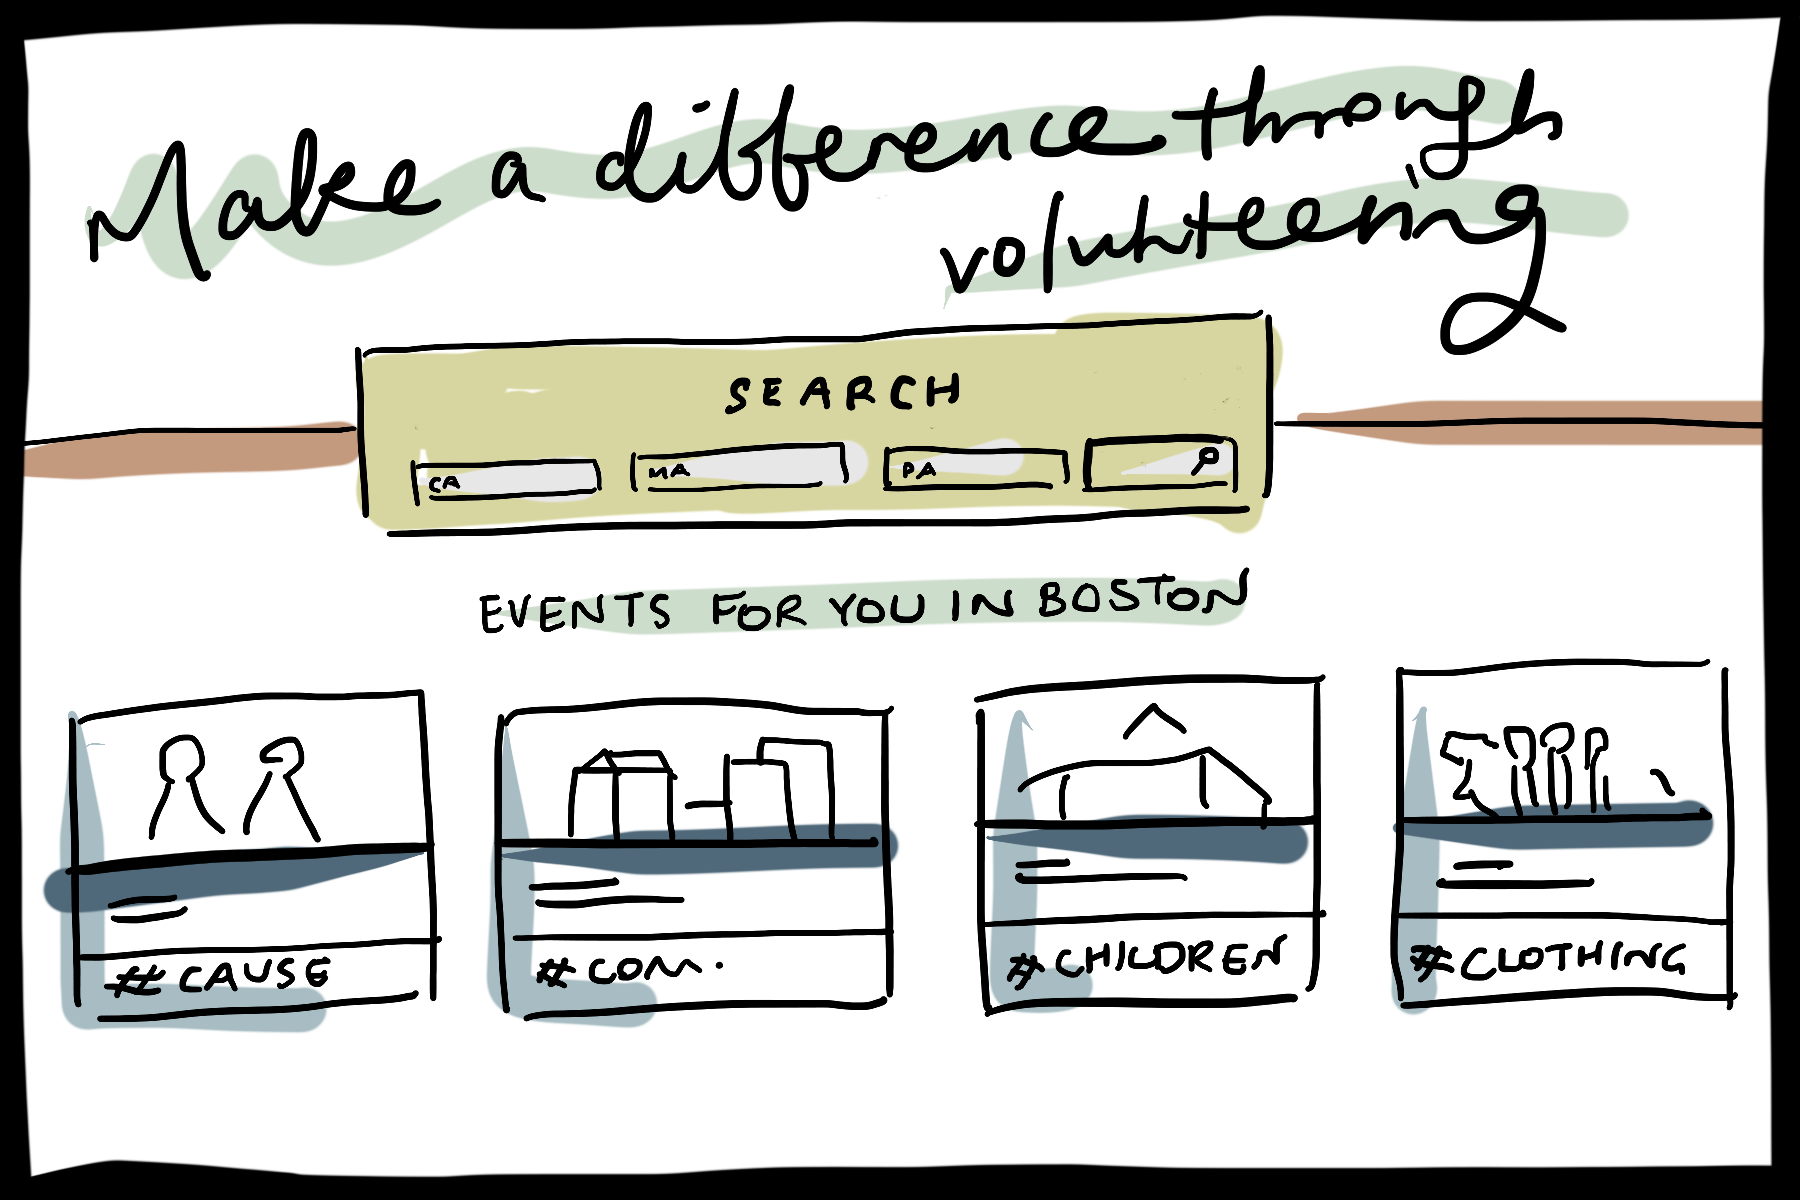 Make a difference through
volunteering
SEARCH
CA
MA
PA
EVENTS FOR YOU IN BOSTON
#CAUSE
#COM.
#CHILDREN
#CLOTHING